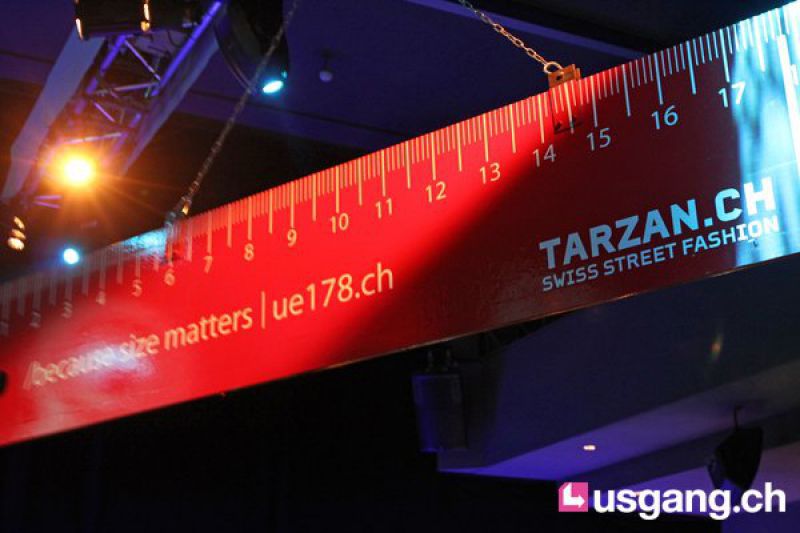 2 3 4 5 6 7 8 9 10 11 12 13 14 15 16 17
/because size matters | ue178.ch
TARZAN.CH
SWISS STREET FASHION
usgang.ch